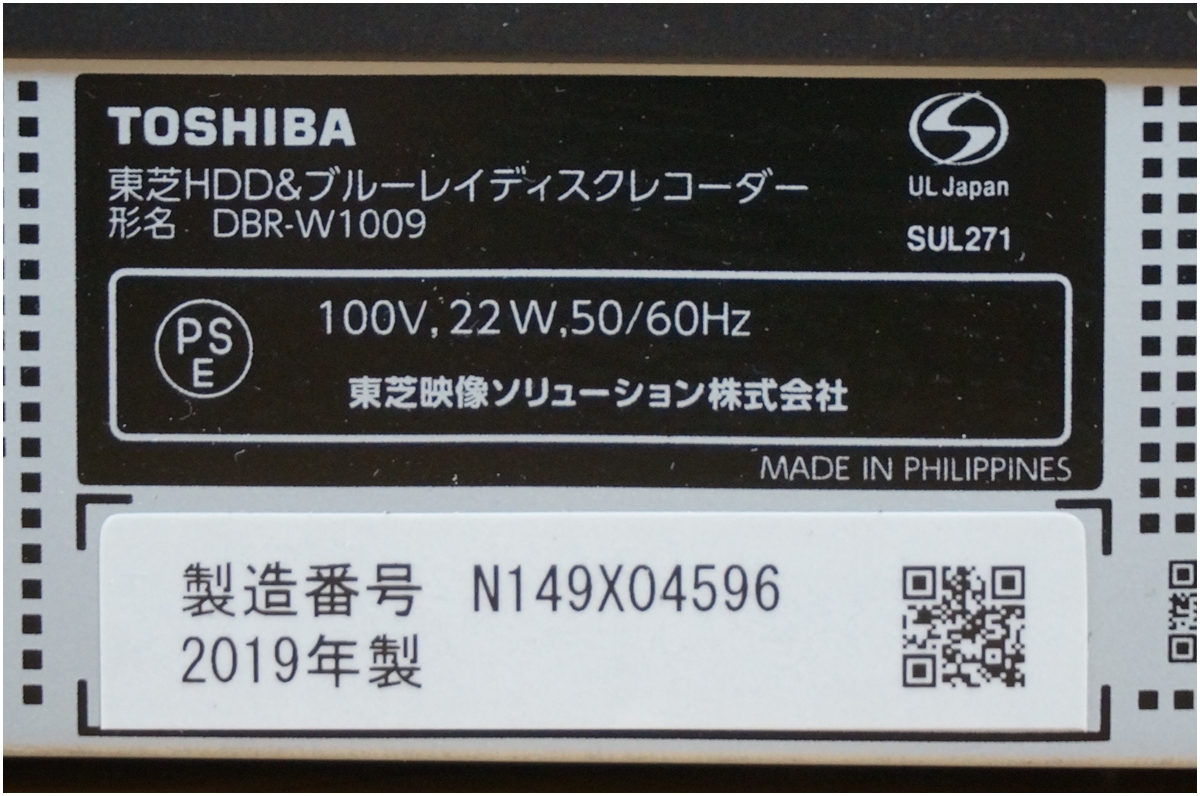 TOSHIBA
東芝HDD&ブルーレイディスクレコーダー
形名 DBR-W1009
UL Japan
SUL271
PS
E
100V,22W,50/60Hz
東芝映像ソリューション株式会社
MADE IN PHILIPPINES
製造番号 N149X04596
2019年製